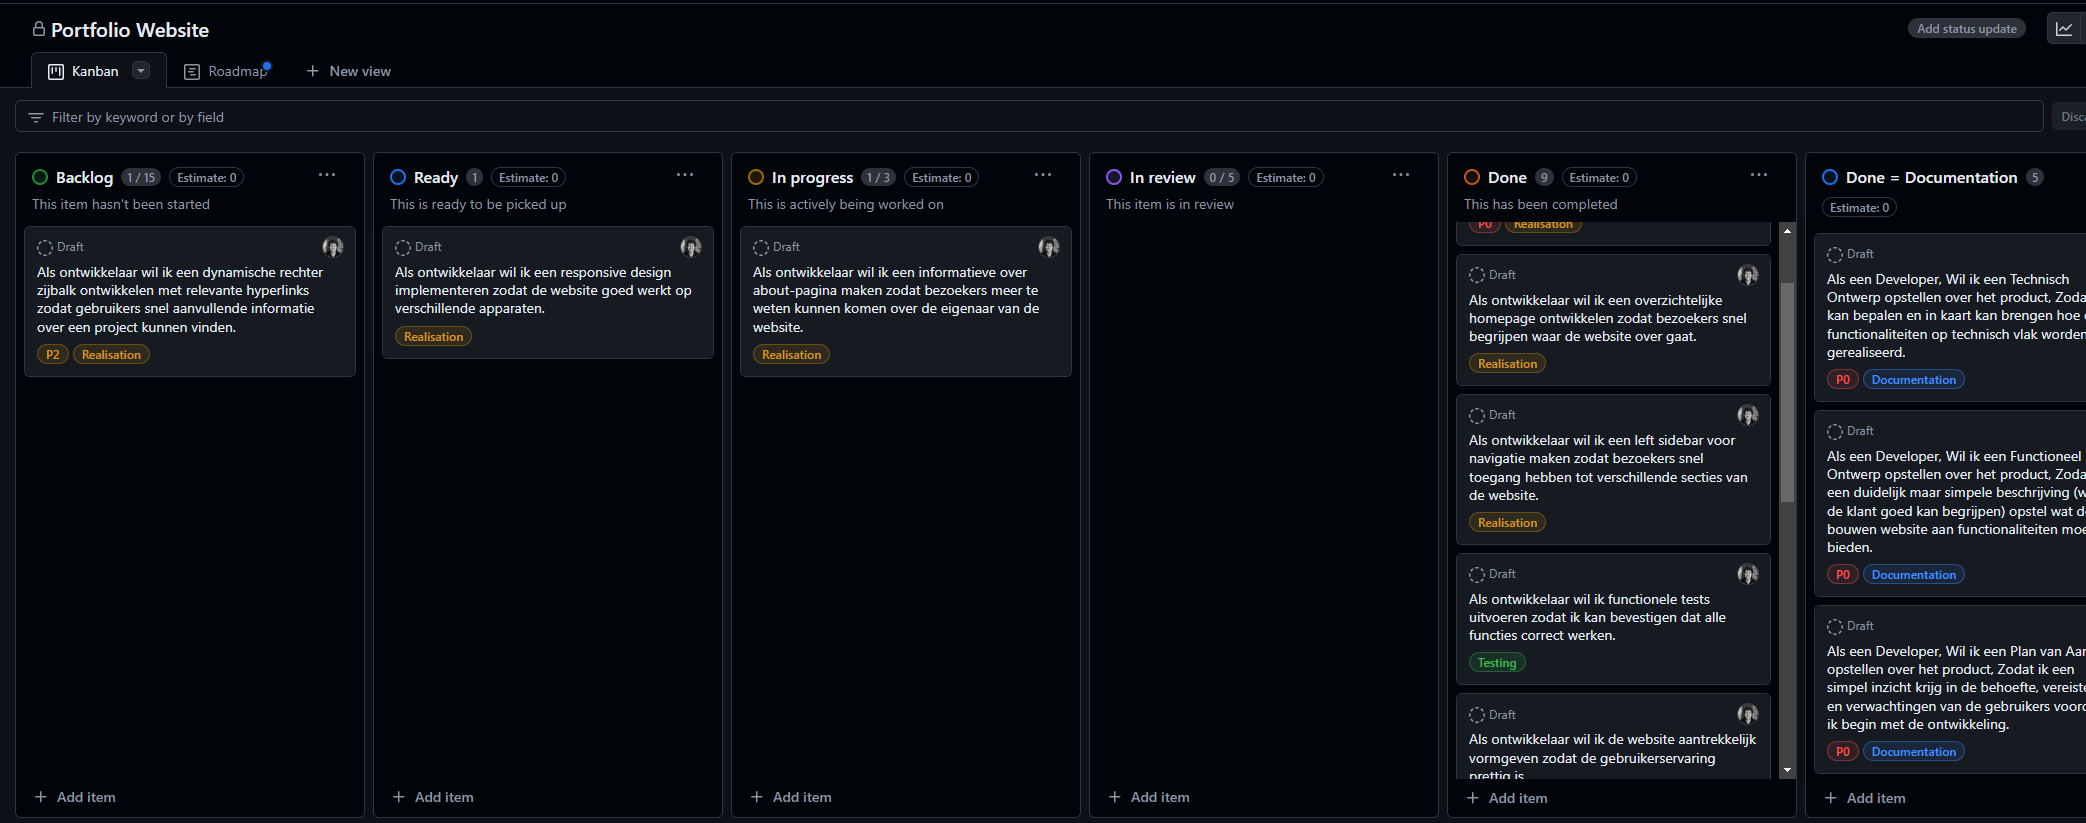 Portfolio Website
Add status update
Kanban
Roadmap
New view
Filter by keyword or by field
Disca
Backlog 1 / 15 Estimate: 0
This item hasn't been started
Draft
Als ontwikkelaar wil ik een dynamische rechter
zijbalk ontwikkelen met relevante hyperlinks
zodat gebruikers snel aanvullende informatie
over een project kunnen vinden.
P2 Realisation
Add item
Ready 1 Estimate: 0
This is ready to be picked up
Draft
Als ontwikkelaar wil ik een responsive design
implementeren zodat de website goed werkt op
verschillende apparaten.
Realisation
Add item
In progress 1 / 3 Estimate: 0
This is actively being worked on
Draft
Als ontwikkelaar wil ik een informatieve over
about-pagina maken zodat bezoekers meer te
weten kunnen komen over de eigenaar van de
website.
Realisation
Add item
In review 0 / 5 Estimate: 0
This item is in review
Add item
Done 9 Estimate: 0
This has been completed
P0 Realisation
Draft
Als ontwikkelaar wil ik een overzichtelijke
homepage ontwikkelen zodat bezoekers snel
begrijpen waar de website over gaat.
Realisation
Draft
Als ontwikkelaar wil ik een left sidebar voor
navigatie maken zodat bezoekers snel
toegang hebben tot verschillende secties van
de website.
Realisation
Draft
Als ontwikkelaar wil ik functionele tests
uitvoeren zodat ik kan bevestigen dat alle
functies correct werken.
Testing
Draft
Als ontwikkelaar wil ik de website aantrekkelijk
vormgeven zodat de gebruikerservaring
prettig is
Add item
Done = Documentation 5
Estimate: 0
Draft
Als een Developer, Wil ik een Technisch
Ontwerp opstellen over het product, Zoda
kan bepalen en in kaart kan brengen hoe
functionaliteiten op technisch vlak worden
gerealiseerd.
P0 Documentation
Draft
Als een Developer, Wil ik een Functioneel
Ontwerp opstellen over het product, Zoda
een duidelijk maar simpele beschrijving (w
de klant goed kan begrijpen) opstel wat d
bouwen website aan functionaliteiten moe
bieden.
P0 Documentation
Draft
Als een Developer, Wil ik een Plan van Aan
opstellen over het product, Zodat ik een
simpel inzicht krijg in de behoefte, vereiste
en verwachtingen van de gebruikers voord
ik begin met de ontwikkeling.
P0 Documentation
Add item